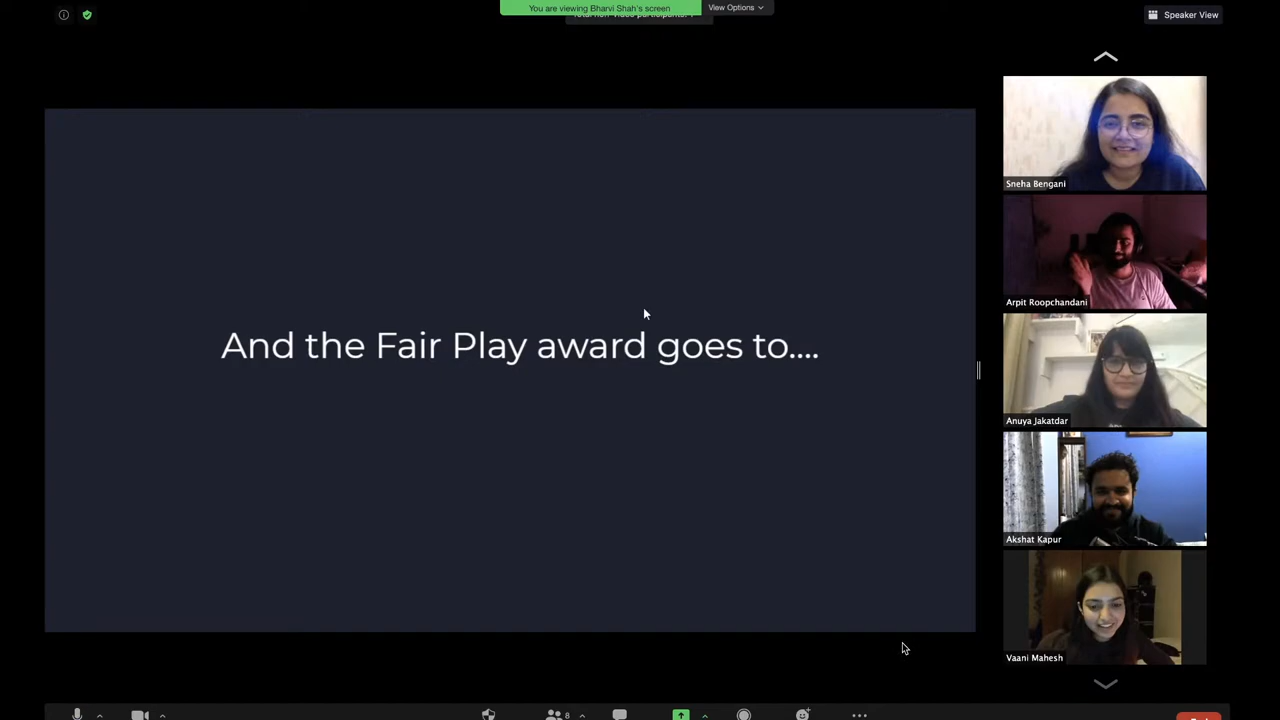 You are viewing Bharvi Shah's screen
View Options
Speaker View
Sneha Bengani
Arpit Roopchandani
And the Fair Play award goes to....
Anuya Jakatdar
Akshat Kapur
Vaani Mahesh
8